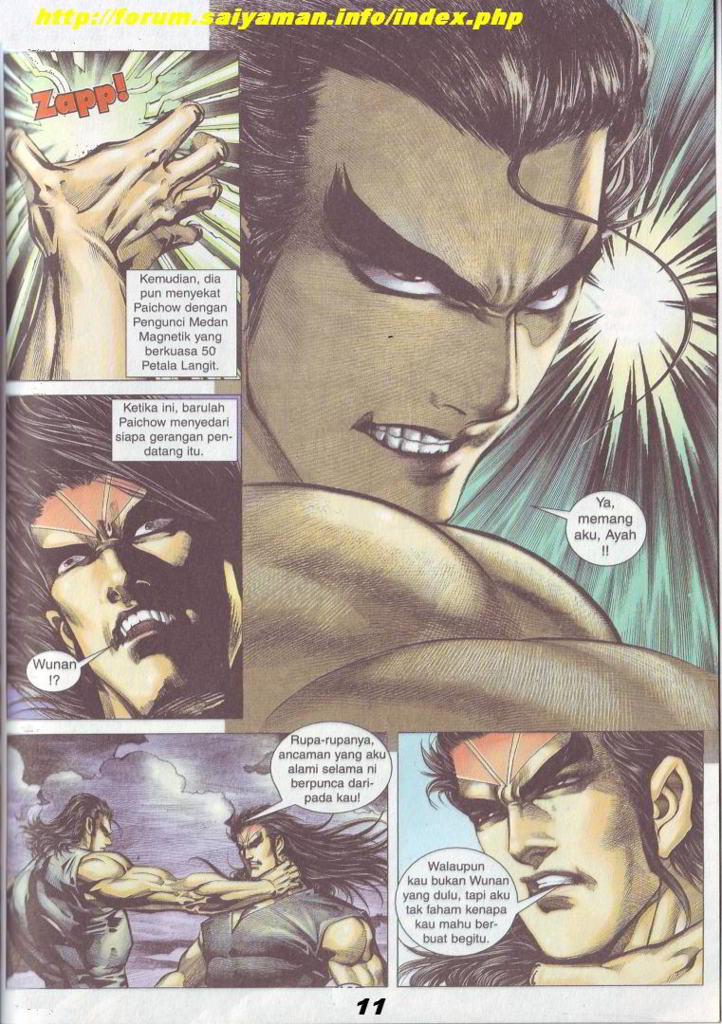 http://forum.saiyaman.info/index.php
Zapp!
Kemudian, dia
pun menyekat
Paichow dengan
Pengunci Medan
Magnetik yang
berkuasa 50
Petala Langit.
Ketika ini, barulah
Paichow menyedari
siapa gerangan pen-
datang itu.
Wunan
!?
Ya,
memang
aku, Ayah
!!
Rupa-rupanya,
ancaman yang aku
alami selama ni
berpunca dari-
pada kau!
Walaupun
kau bukan Wunan
yang dulu, tapi aku
tak faham kenapa
kau mahu ber-
buat begitu.
11